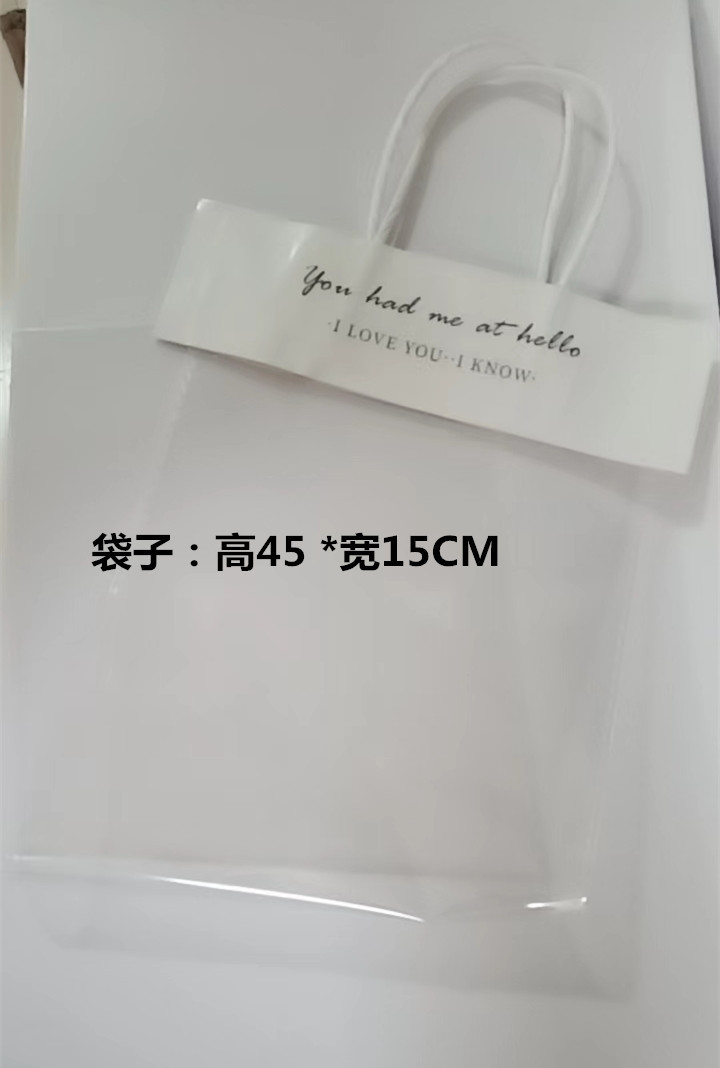 You had me at hello
·I LOVE YOU··I KNOW·
袋子：高45 *宽15CM